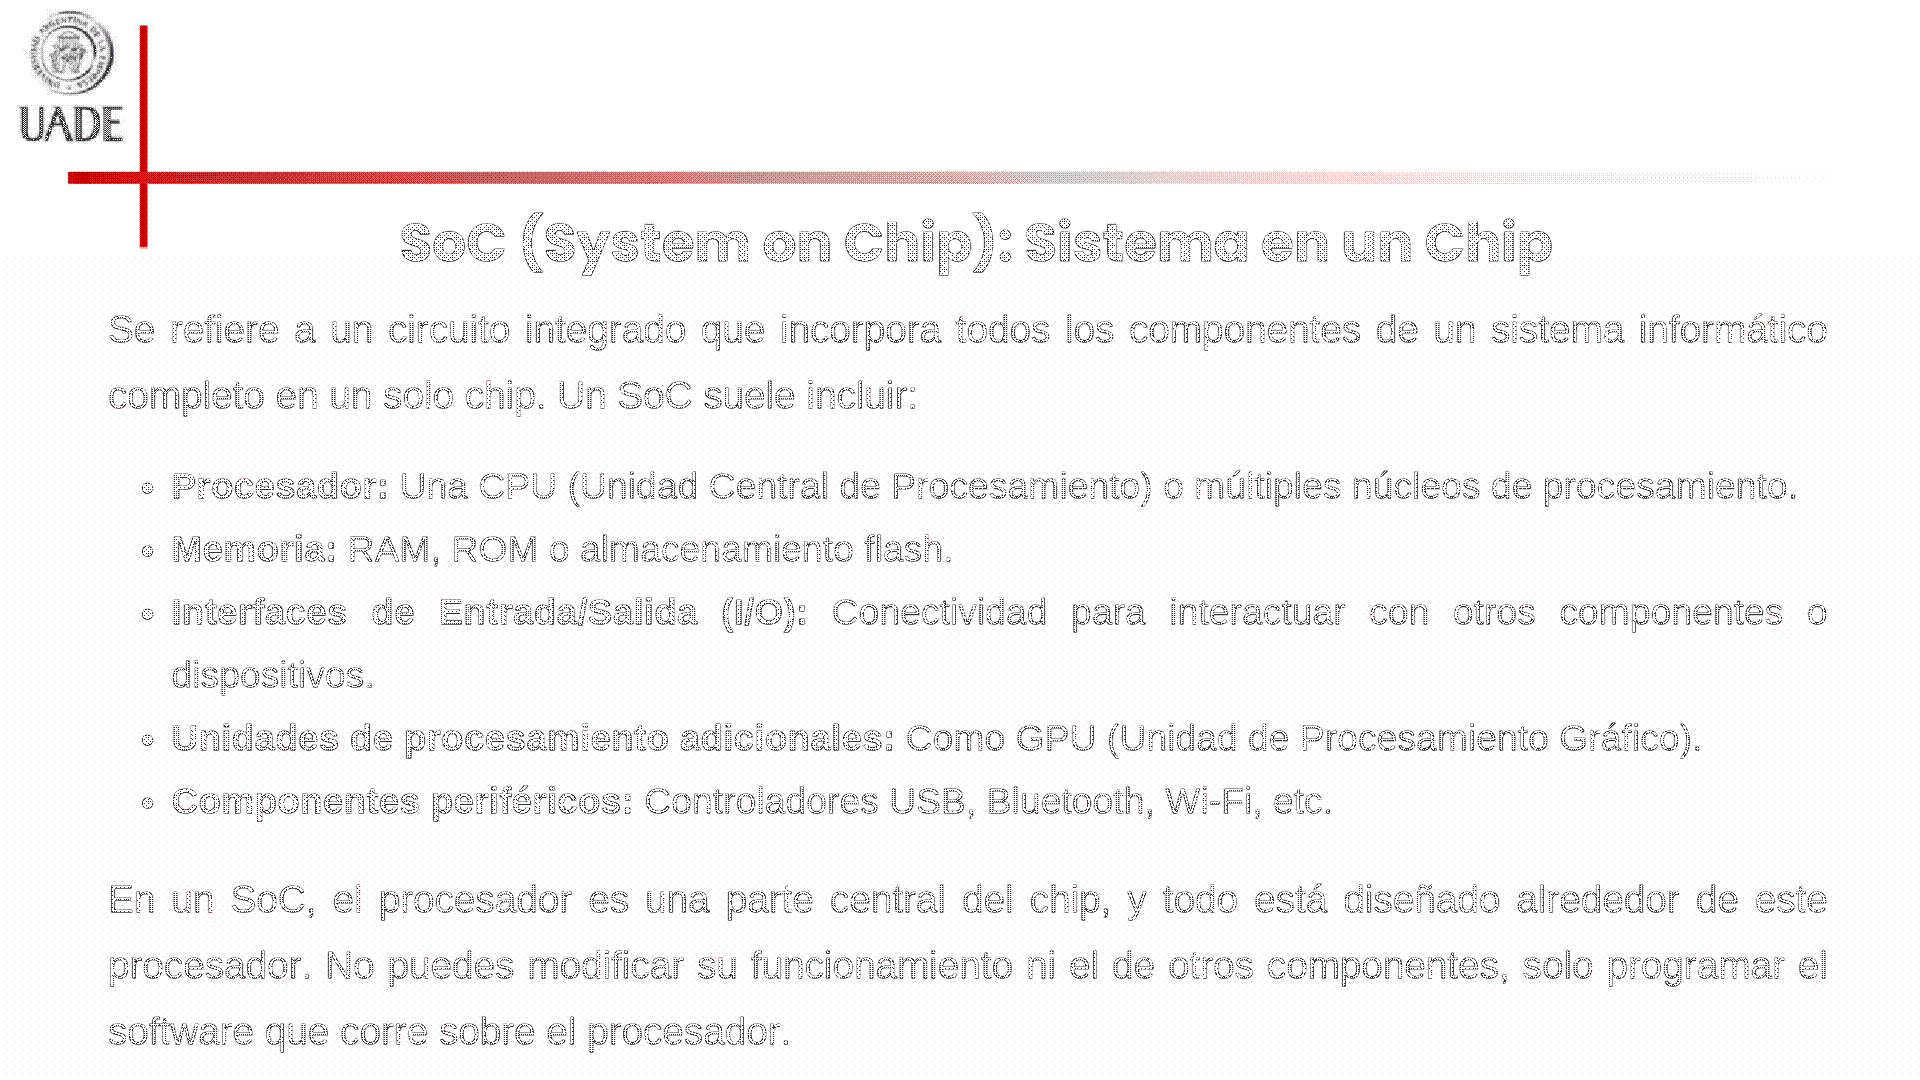 UADE
SoC (System on Chip): Sistema en un Chip
Se refiere a un circuito integrado que incorpora todos los componentes de un sistema informático
completo en un solo chip. Un SoC suele incluir:
• Procesador: Una CPU (Unidad Central de Procesamiento) o múltiples núcleos de procesamiento.
• Memoria: RAM, ROM o almacenamiento flash.
• Interfaces de Entrada/Salida (I/O): Conectividad para interactuar con otros componentes o
dispositivos.
• Unidades de procesamiento adicionales: Como GPU (Unidad de Procesamiento Gráfico).
• Componentes periféricos: Controladores USB, Bluetooth, Wi-Fi, etc.
En un SoC, el procesador es una parte central del chip, y todo está diseñado alrededor de este
procesador. No puedes modificar su funcionamiento ni el de otros componentes, solo programar el
software que corre sobre el procesador.